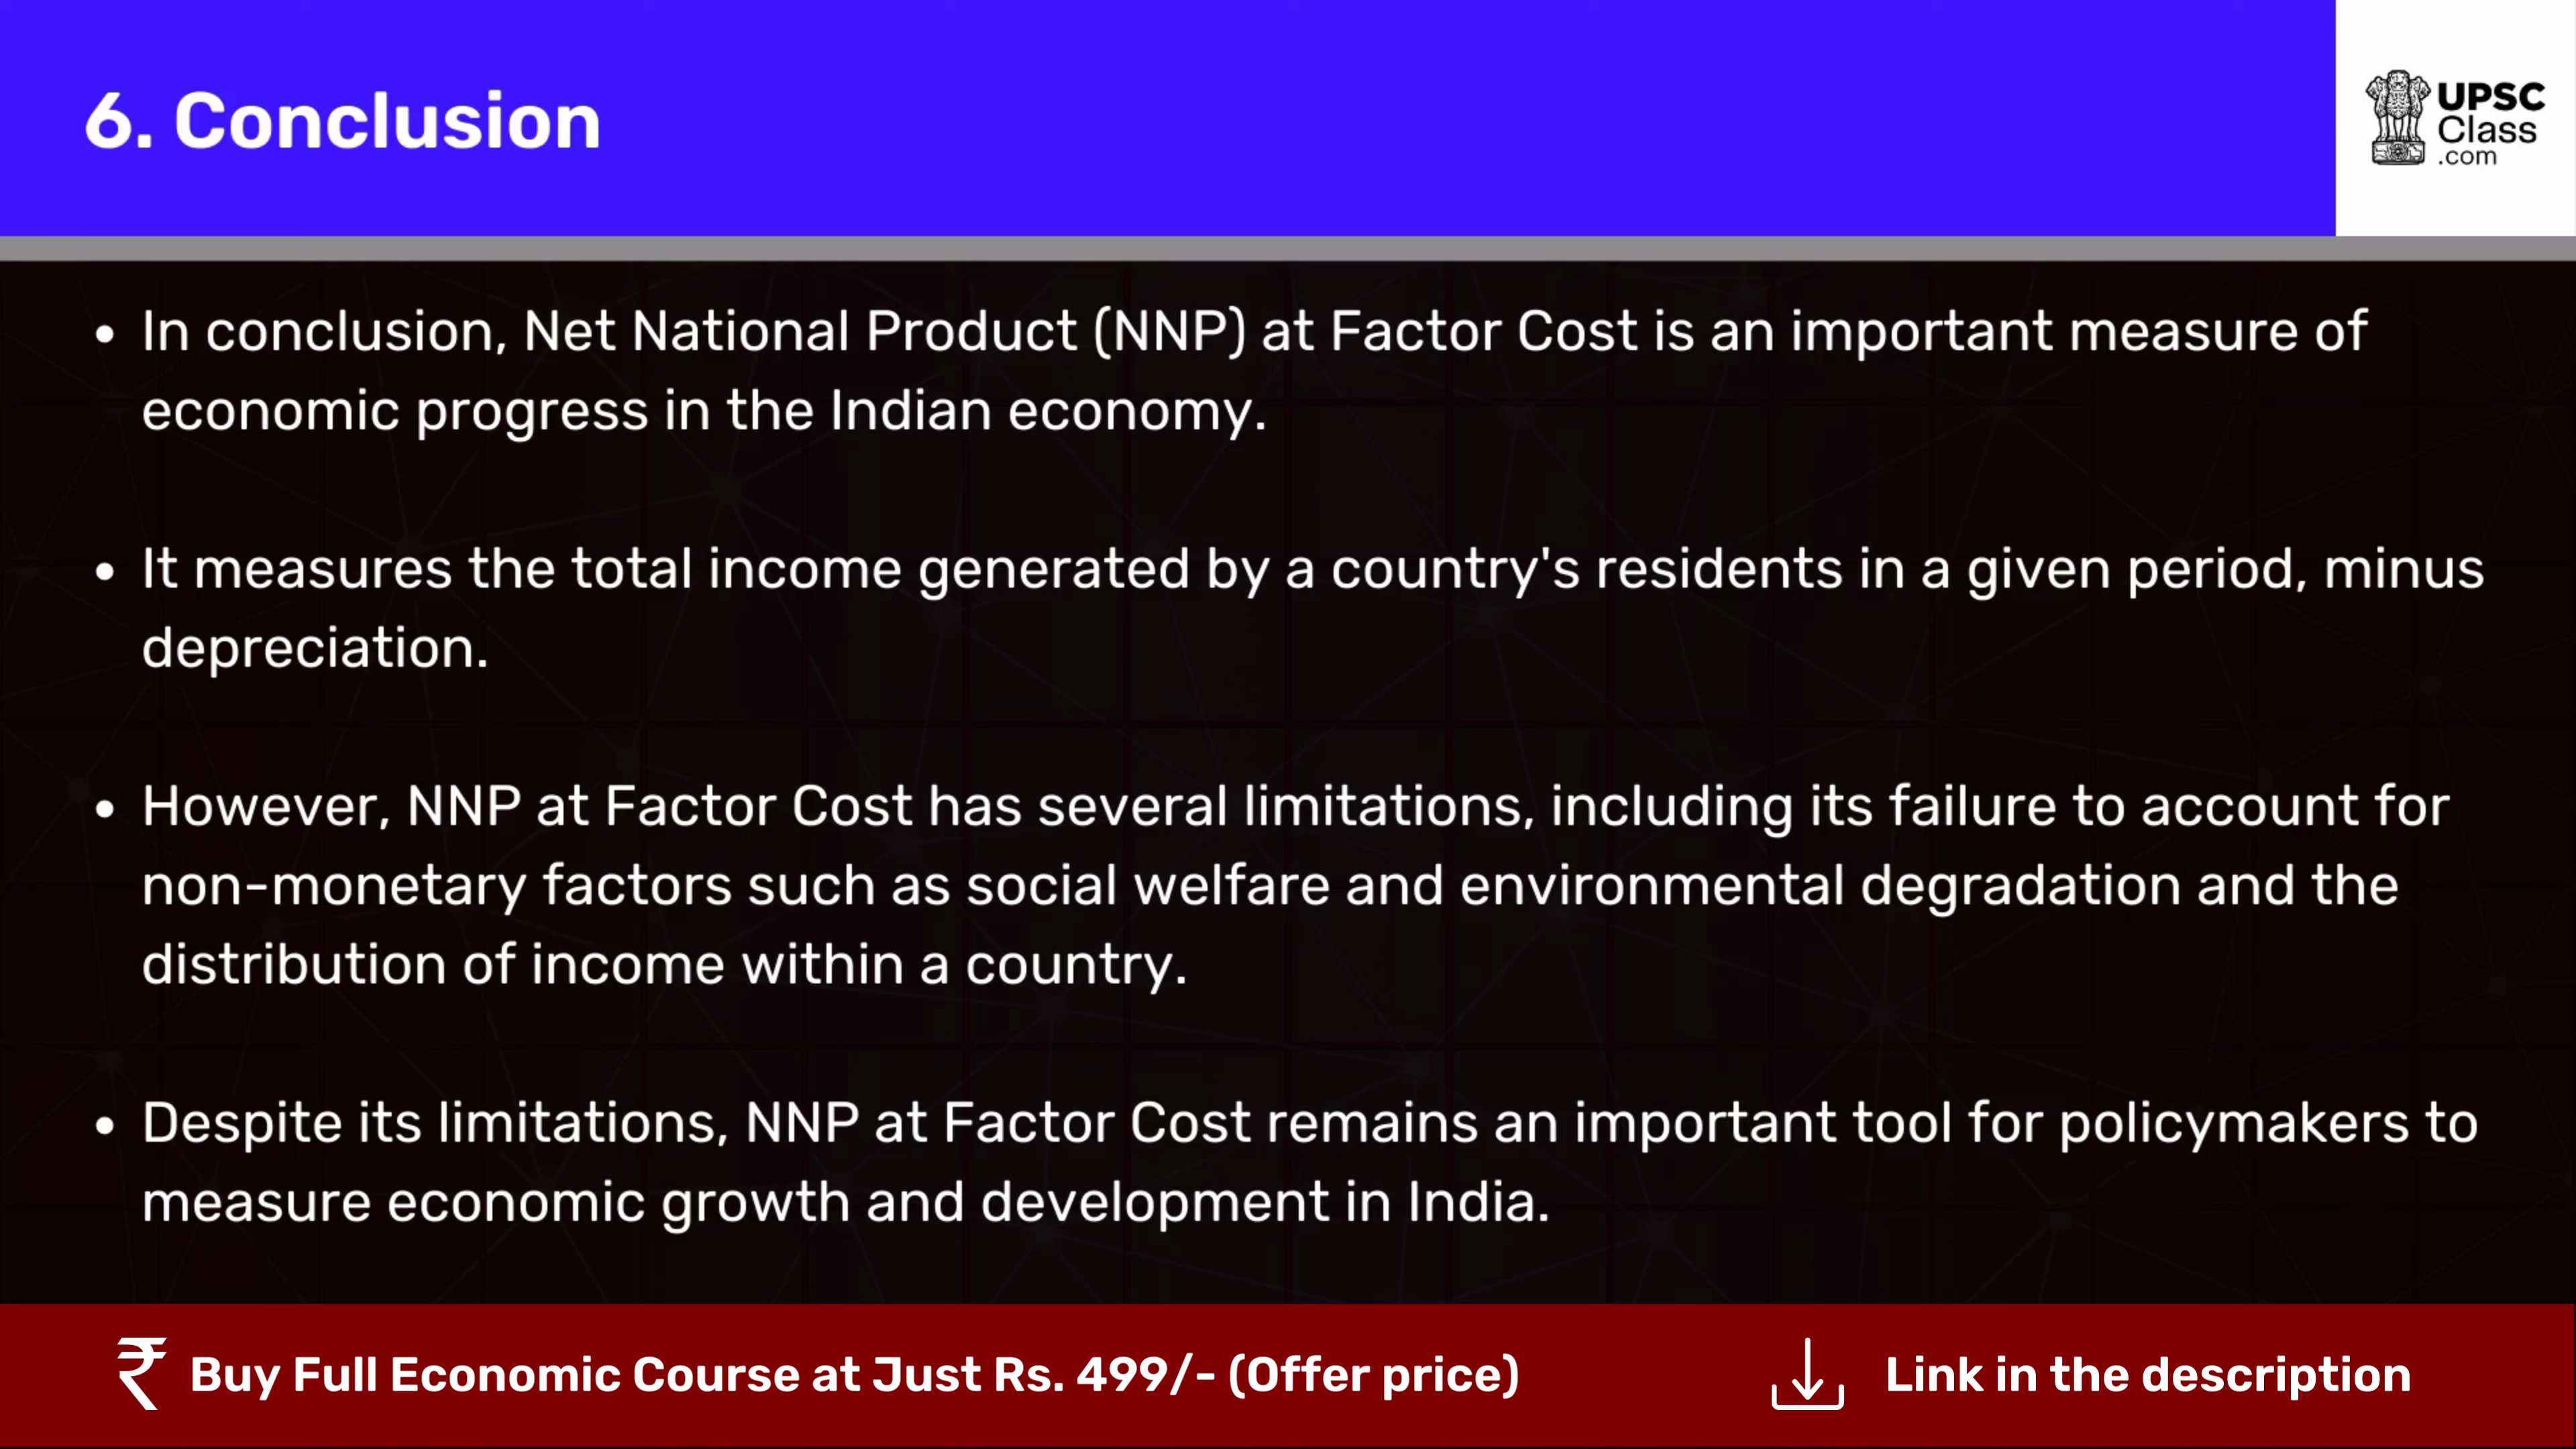 6. Conclusion
UPSC
Class
.com
• In conclusion, Net National Product (NNP) at Factor Cost is an important measure of
economic progress in the Indian economy.
• It measures the total income generated by a country's residents in a given period, minus
depreciation.
• However, NNP at Factor Cost has several limitations, including its failure to account for
non-monetary factors such as social welfare and environmental degradation and the
distribution of income within a country.
• Despite its limitations, NNP at Factor Cost remains an important tool for policymakers to
measure economic growth and development in India.
₹ Buy Full Economic Course at Just Rs. 499/- (Offer price)
Link in the description